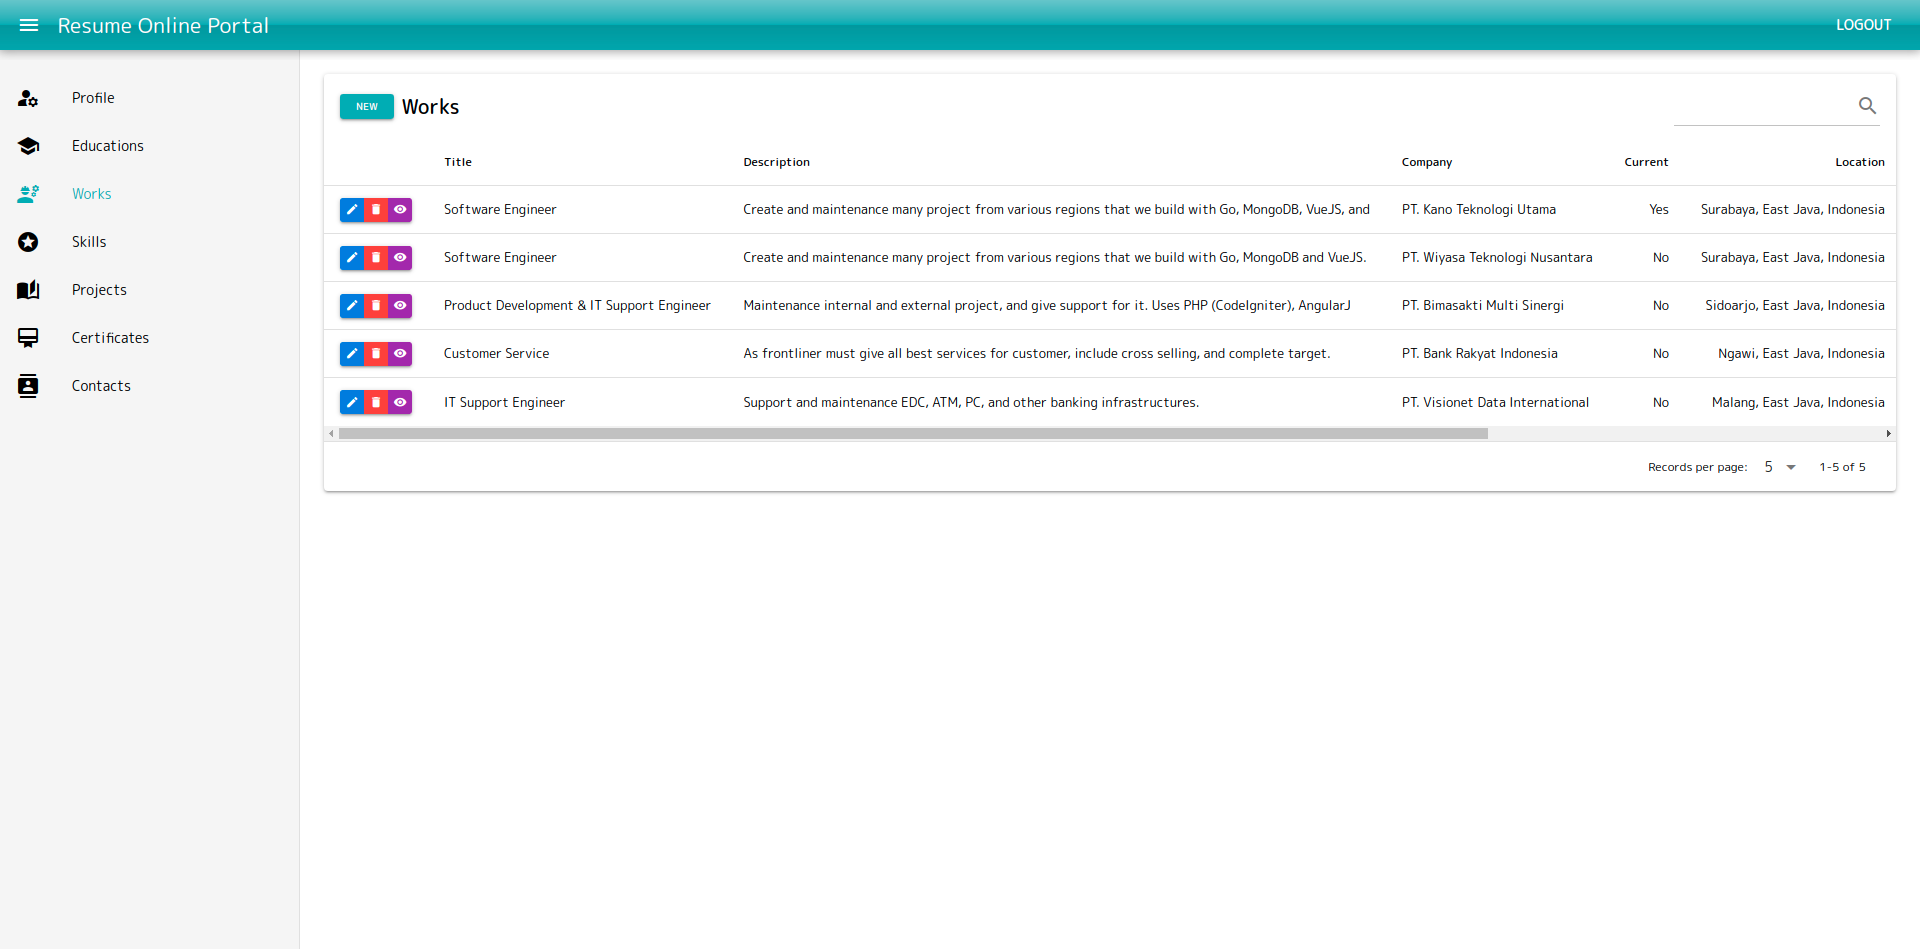 Resume Online Portal LOGOUT
Profile
Educations
Works
Skills
Projects
Certificates
Contacts
NEW Works
Title Description Company Current Location
Software Engineer Create and maintenance many project from various regions that we build with Go, MongoDB, VueJS, and PT. Kano Teknologi Utama Yes Surabaya, East Java, Indonesia
Software Engineer Create and maintenance many project from various regions that we build with Go, MongoDB and VueJS. PT. Wiyasa Teknologi Nusantara No Surabaya, East Java, Indonesia
Product Development & IT Support Engineer Maintenance internal and external project, and give support for it. Uses PHP (CodeIgniter), AngularJ PT. Bimasakti Multi Sinergi No Sidoarjo, East Java, Indonesia
Customer Service As frontliner must give all best services for customer, include cross selling, and complete target. PT. Bank Rakyat Indonesia No Ngawi, East Java, Indonesia
IT Support Engineer Support and maintenance EDC, ATM, PC, and other banking infrastructures. PT. Visionet Data International No Malang, East Java, Indonesia
Records per page: 5 1-5 of 5